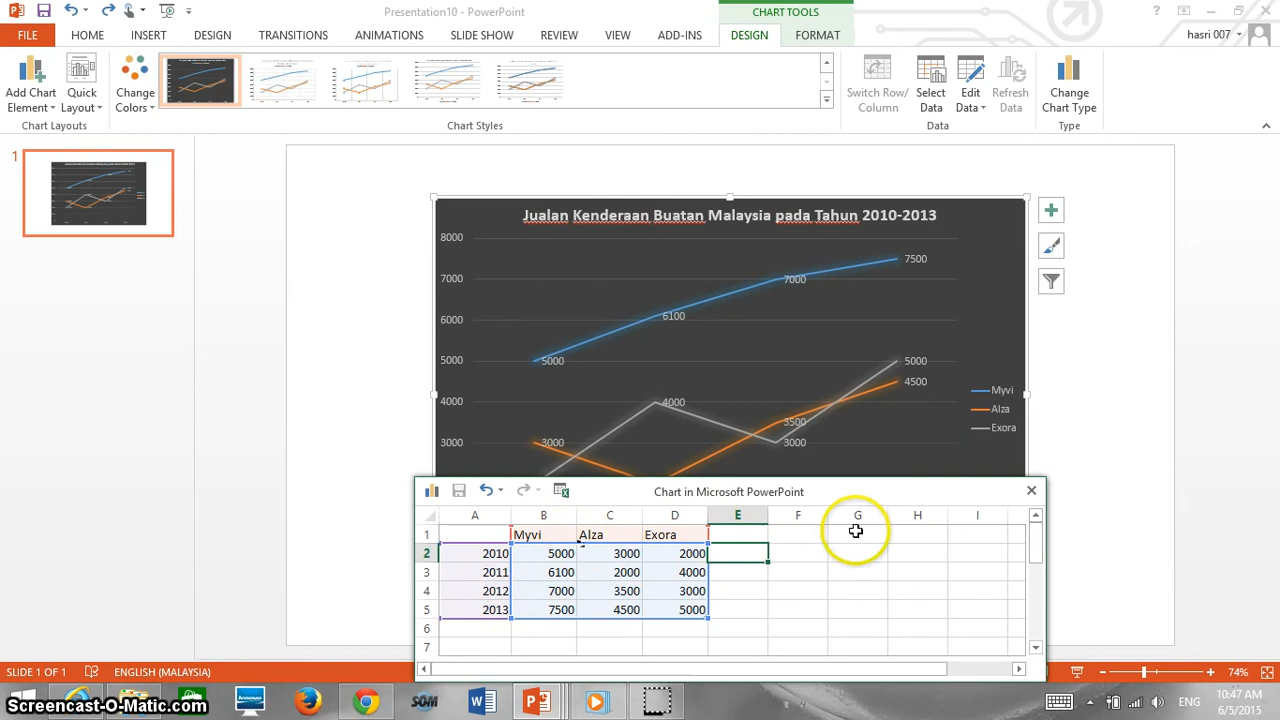 Presentation10 - PowerPoint
CHART TOOLS
?
FILE
HOME
INSERT
DESIGN
TRANSITIONS
ANIMATIONS
SLIDE SHOW
REVIEW
VIEW
ADD-INS
DESIGN
FORMAT
hasri 007
Add Chart Element
Quick Layout
Change Colors
Switch Row/ Column
Select Data
Edit Data
Refresh Data
Change Chart Type
Chart Layouts
Chart Styles
Data
Type
1
Jualan Kenderaan Buatan Malaysia pada Tahun 2010-2013
8000
7000
6000
5000
4000
3000
5000
6100
7000
7500
3000
4000
3500
3000
5000
4500
Myvi
Alza
Exora
Chart in Microsoft PowerPoint
A B C D E F G H I
1 Myvi Alza Exora
2 2010 5000 3000 2000
3 2011 6100 2000 4000
4 2012 7000 3500 3000
5 2013 7500 4500 5000
6
7
SLIDE 1 OF 1
ENGLISH (MALAYSIA)
74%
SOM
ENG
10:47 AM
6/5/2015
Screencast-O-Matic.com